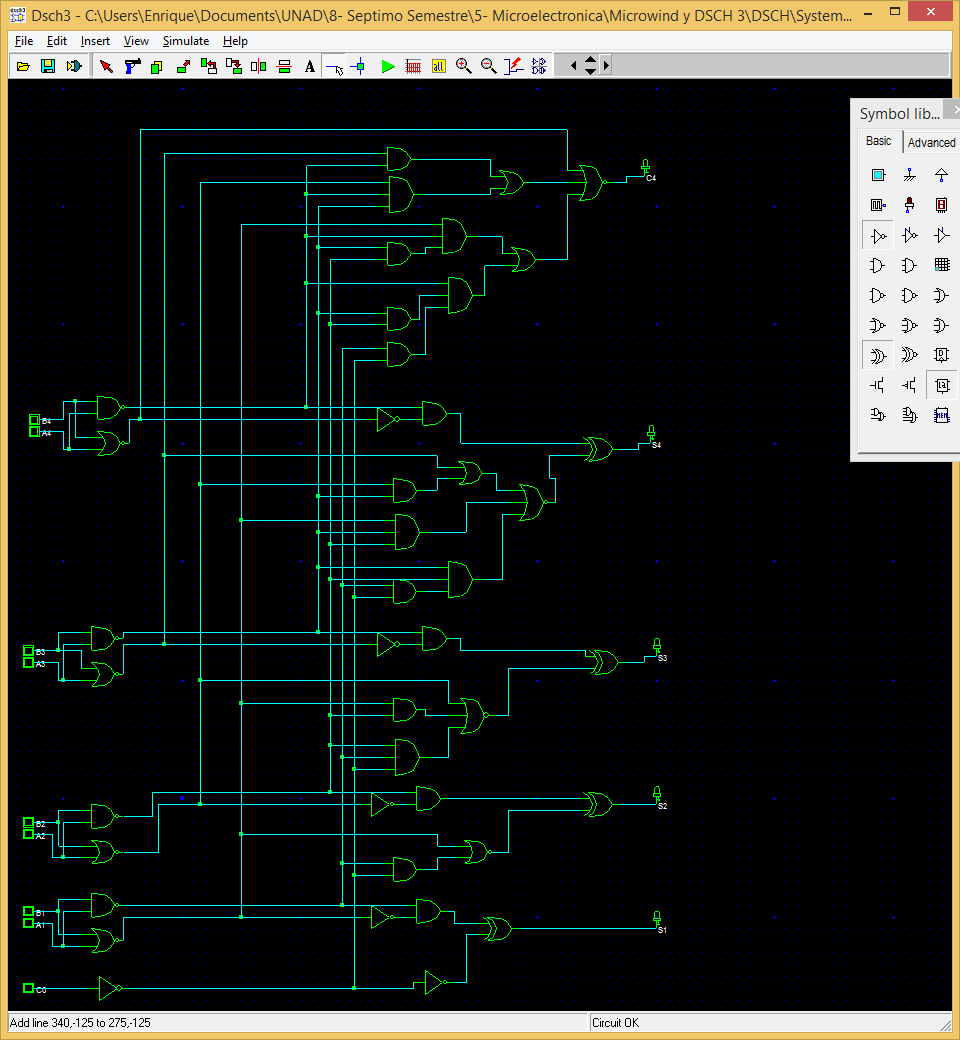 Dsch3 - C:\Users\Enrique\Documents\UNAD\8- Septimo Semestre\5- Microelectronica\Microwind y DSCH 3\DSCH\System...
File Edit Insert View Simulate Help
A
all
Symbol lib...
Basic Advanced
C4
B4
A4
S4
B3
A3
S3
B2
A2
S2
B1
A1
S1
C0
Add line 340,-125 to 275,-125
Circuit OK